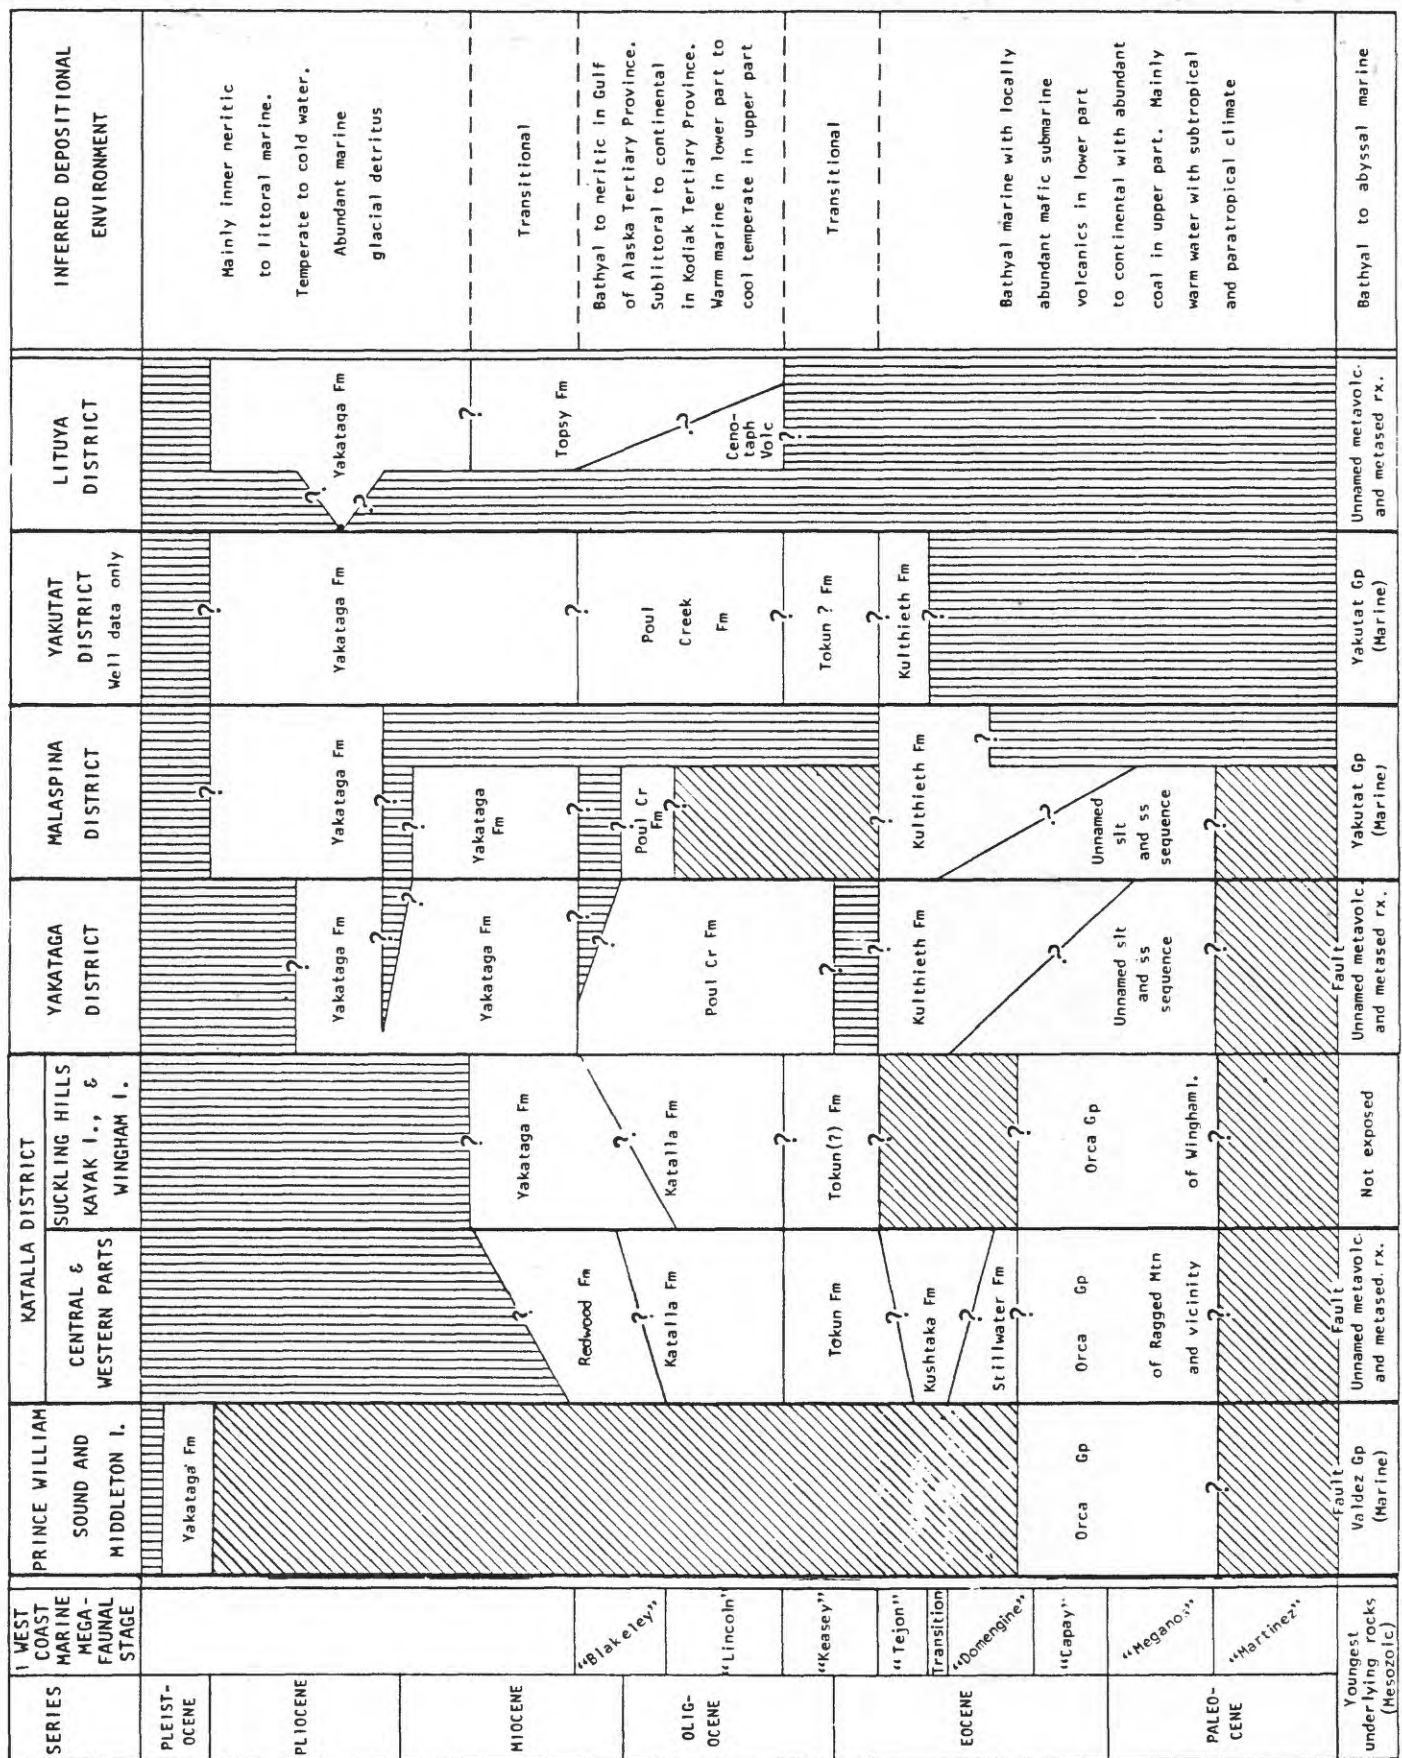 SERIES
PLEIST-
OCENE
PLIOCENE
MIOCENE
OLIG-
OCENE
EOCENE
PALEO-
CENE
Youngest
underlying rocks
(Mesozoic)
WEST
COAST
MARINE
MEGA-
FAUNAL
STAGE
"Blakeley"
"Lincoln"
"Keasey"
"Tejon"
Transition
"Domengine"
"Capay"
"Meganos"
"Martinez"
PRINCE WILLIAM
SOUND AND
MIDDLETON I.
Yakataga Fm
Orca Gp
?
Fault
Valdez Gp
(Marine)
KATALLA DISTRICT
CENTRAL &
WESTERN PARTS
?
Redwood Fm
?
Katalla Fm
Tokun Fm
?
Kushtaka Fm
?
Stillwater Fm
?
Orca Gp
of Ragged Mtn
and vicinity
?
Fault
Unnamed metavolc.
and metased. rx.
SUCKLING HILLS
KAYAK I., &
WINGHAM I.
?
Yakataga Fm
?
Katalla Fm
?
Tokun(?) Fm
?
?
Orca Gp
of Wingham I.
?
Not exposed
YAKATAGA
DISTRICT
?
Yakataga Fm
?
?
Yakataga Fm
?
?
Poul Cr Fm
?
?
Kulthieth Fm
?
Unnamed slt
and ss
sequence
?
Fault
Unnamed metavolc.
and metased rx.
MALASPINA
DISTRICT
?
Yakataga Fm
?
?
Yakataga
Fm
?
?
Poul Cr
Fm
?
?
Kulthieth Fm
?
?
Unnamed
slt
and ss
sequence
?
Yakutat Gp
(Marine)
YAKUTAT
DISTRICT
Well data only
?
Yakataga Fm
?
Poul
Creek
Fm
?
Tokun ? Fm
?
Kulthieth Fm
?
Yakutat Gp
(Marine)
LITUYA
DISTRICT
?
Yakataga Fm
?
?
Topsy Fm
?
Ceno-
taph
Volc
?
Unnamed metavolc.
and metased rx.
INFERRED DEPOSITIONAL
ENVIRONMENT
Mainly inner neritic
to littoral marine.
Temperate to cold water.
Abundant marine
glacial detritus
Transitional
Bathyal to neritic in Gulf
of Alaska Tertiary Province.
Sublittoral to continental
in Kodiak Tertiary Province.
Warm marine in lower part to
cool temperate in upper part
Transitional
Bathyal marine with locally
abundant mafic submarine
volcanics in lower part
to continental with abundant
coal in upper part. Mainly
warm water with subtropical
and paratropical climate
Bathyal to abyssal marine